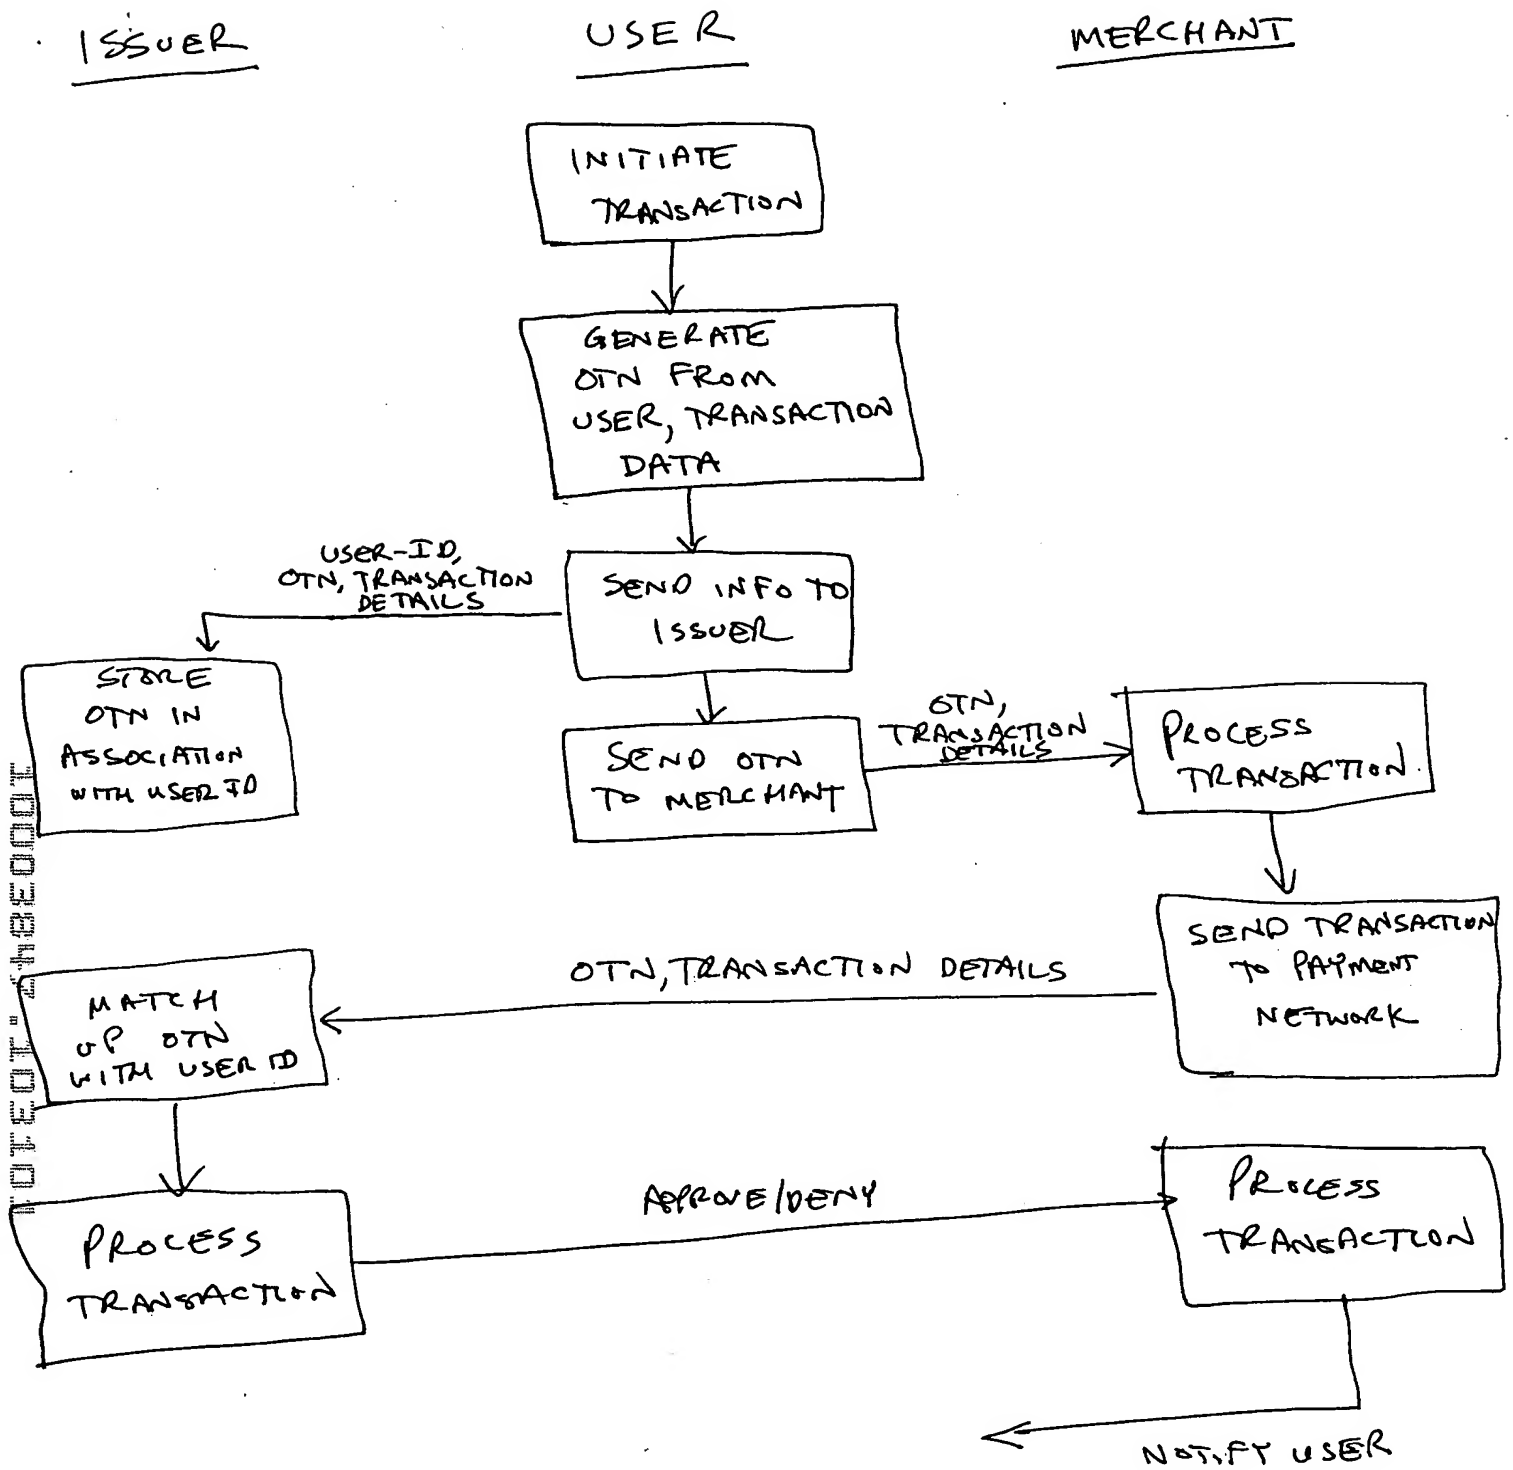 ISSUER
USER
MERCHANT
INITIATE
TRANSACTION
GENERATE
OTN FROM
USER, TRANSACTION
DATA
USER-ID,
OTN, TRANSACTION
DETAILS
SEND INFO TO
ISSUER
STORE
OTN IN
ASSOCIATION
WITH USER ID
SEND OTN
TO MERCHANT
OTN,
TRANSACTION
DETAILS
PROCESS
TRANSACTION.
SEND TRANSACTION
TO PAYMENT
NETWORK
OTN, TRANSACTION DETAILS
MATCH
UP OTN
WITH USER ID
PROCESS
TRANSACTION
APPROVE/DENY
PROCESS
TRANSACTION
NOTIFY USER